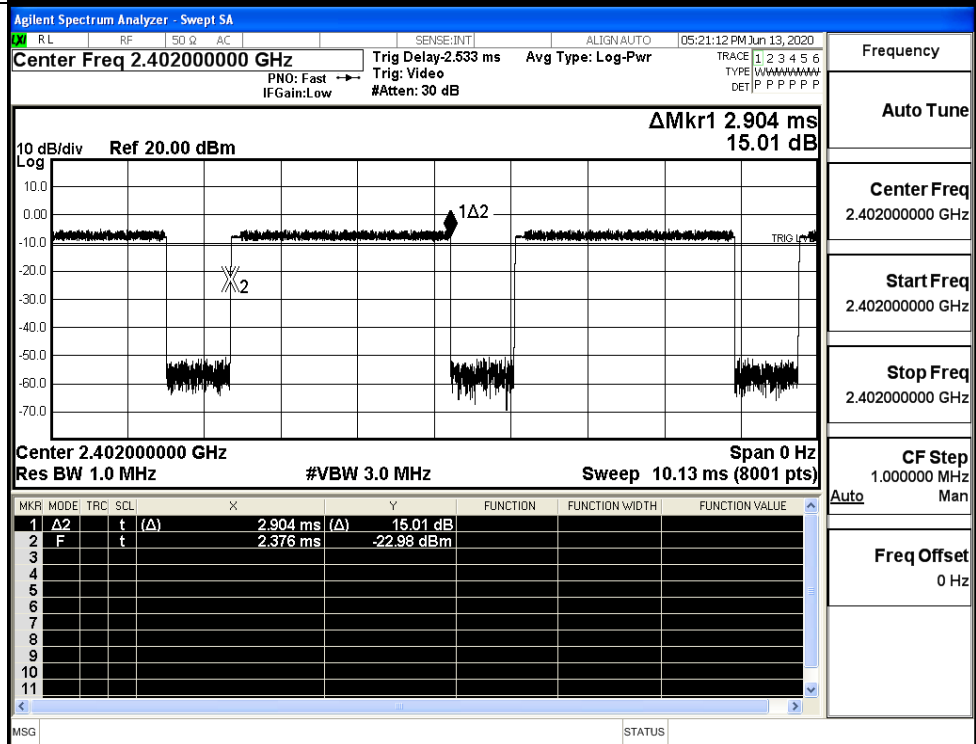 Agilent Spectrum Analyzer - Swept SA
LXI RL RF 50 Ω AC SENSE:INT ALIGNAUTO 05:21:12 PM Jun 13, 2020
Center Freq 2.402000000 GHz
Trig Delay-2.533 ms Avg Type: Log-Pwr TRACE 1 2 3 4 5 6
PNO: Fast Trig: Video TYPE
IFGain:Low #Atten: 30 dB DET P P P P P P
ΔMkr1 2.904 ms
15.01 dB
10 dB/div Ref 20.00 dBm
Log
10.0
0.00
-10.0
-20.0
-30.0
-40.0
-50.0
-60.0
-70.0
1Δ2
2
TRIG
Center 2.402000000 GHz Span 0 Hz
Res BW 1.0 MHz #VBW 3.0 MHz Sweep 10.13 ms (8001 pts)
MKR MODE TRC SCL X Y FUNCTION FUNCTION WIDTH FUNCTION VALUE
1 Δ2 t (Δ) 2.904 ms (Δ) 15.01 dB
2 F t 2.376 ms -22.98 dBm
3
4
5
6
7
8
9
10
11
MSG STATUS
Frequency
Auto Tune
Center Freq
2.402000000 GHz
Start Freq
2.402000000 GHz
Stop Freq
2.402000000 GHz
CF Step
1.000000 MHz
Auto Man
Freq Offset
0 Hz